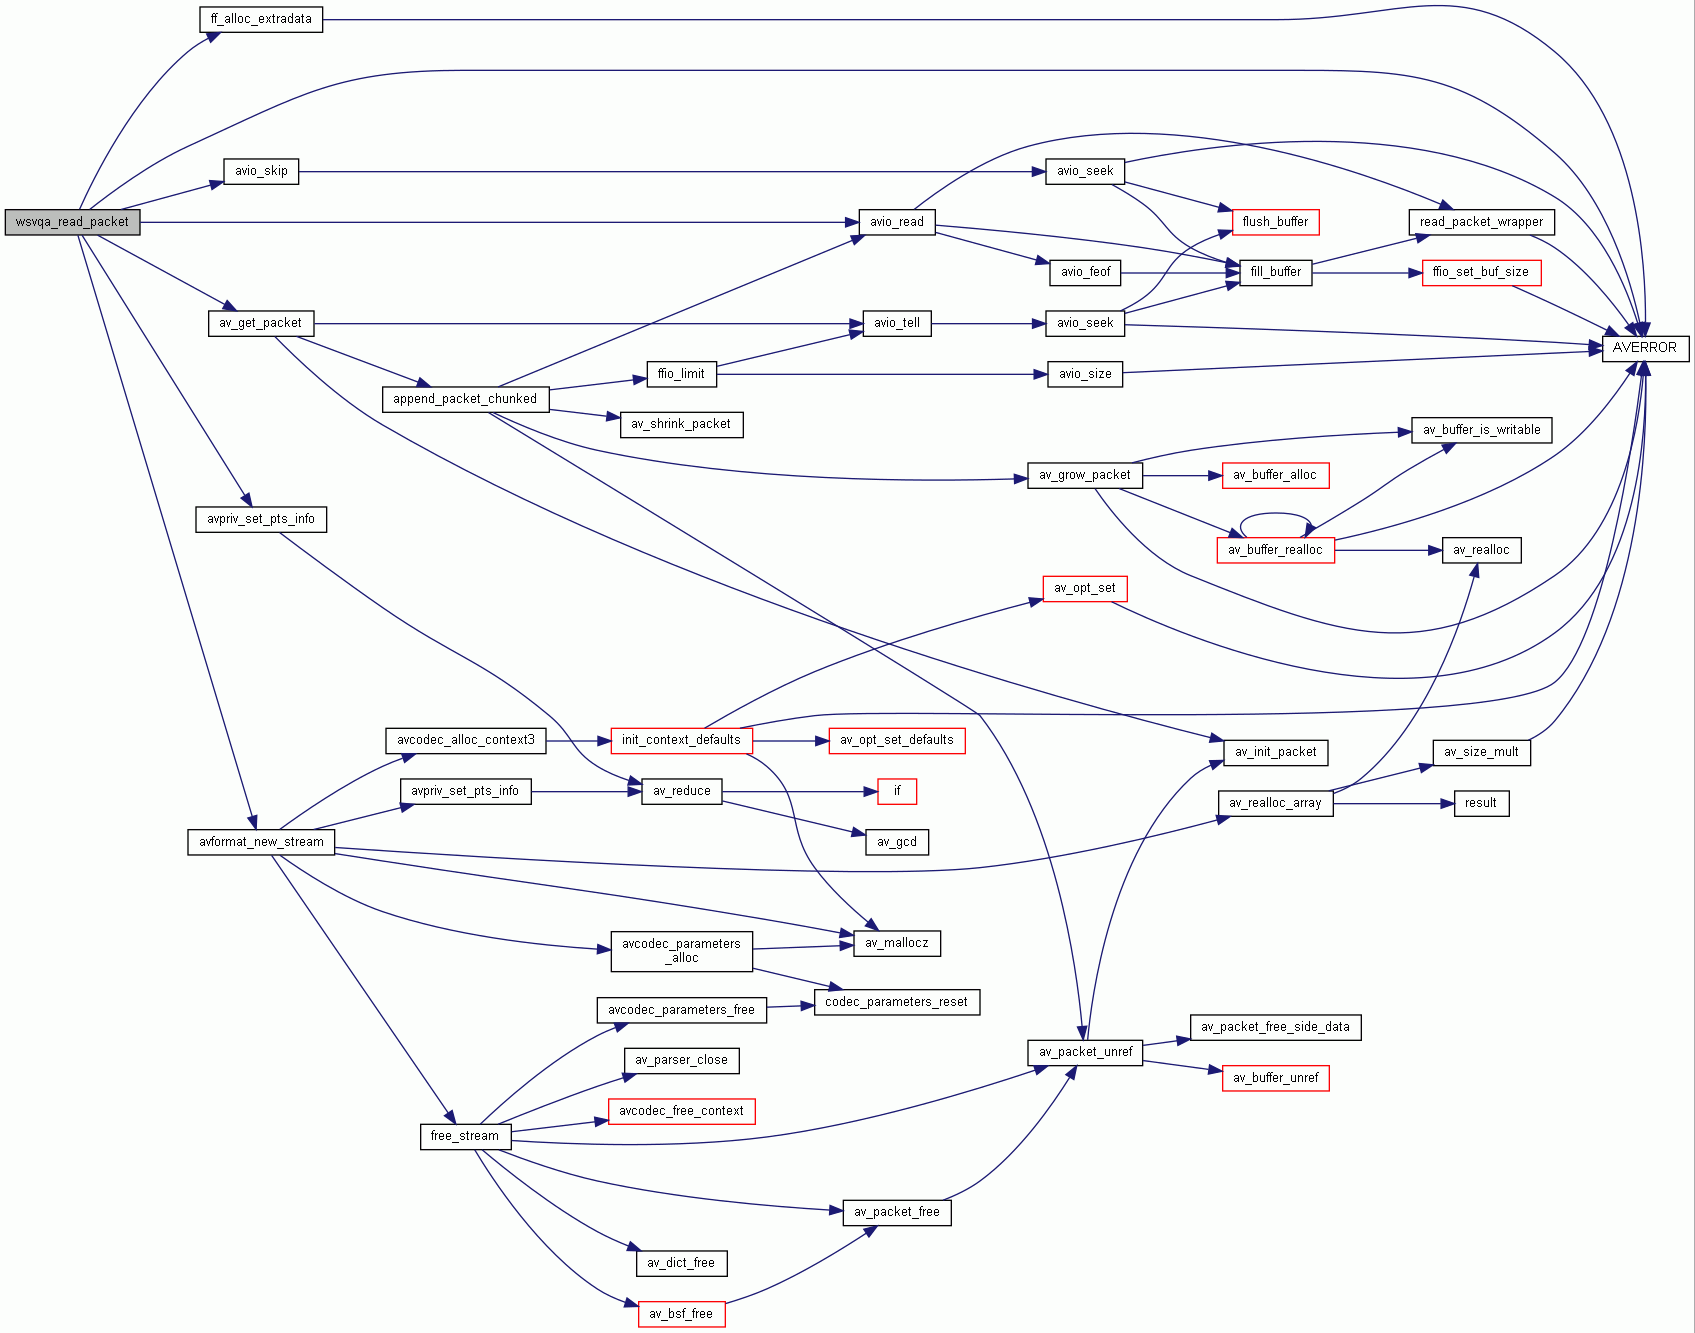 ff_alloc_extradata
avio_skip
avio_seek
wsvqa_read_packet
avio_read
flush_buffer
read_packet_wrapper
avio_feof
fill_buffer
ffio_set_buf_size
av_get_packet
avio_tell
avio_seek
AVERROR
ffio_limit
avio_size
append_packet_chunked
av_shrink_packet
av_buffer_is_writable
av_grow_packet
av_buffer_alloc
avpriv_set_pts_info
av_buffer_realloc
av_realloc
av_opt_set
avcodec_alloc_context3
init_context_defaults
av_opt_set_defaults
av_init_packet
av_size_mult
avpriv_set_pts_info
av_reduce
if
av_realloc_array
result
avformat_new_stream
av_gcd
avcodec_parameters
_alloc
av_mallocz
avcodec_parameters_free
codec_parameters_reset
av_packet_free_side_data
av_parser_close
av_packet_unref
av_buffer_unref
avcodec_free_context
free_stream
av_packet_free
av_dict_free
av_bsf_free